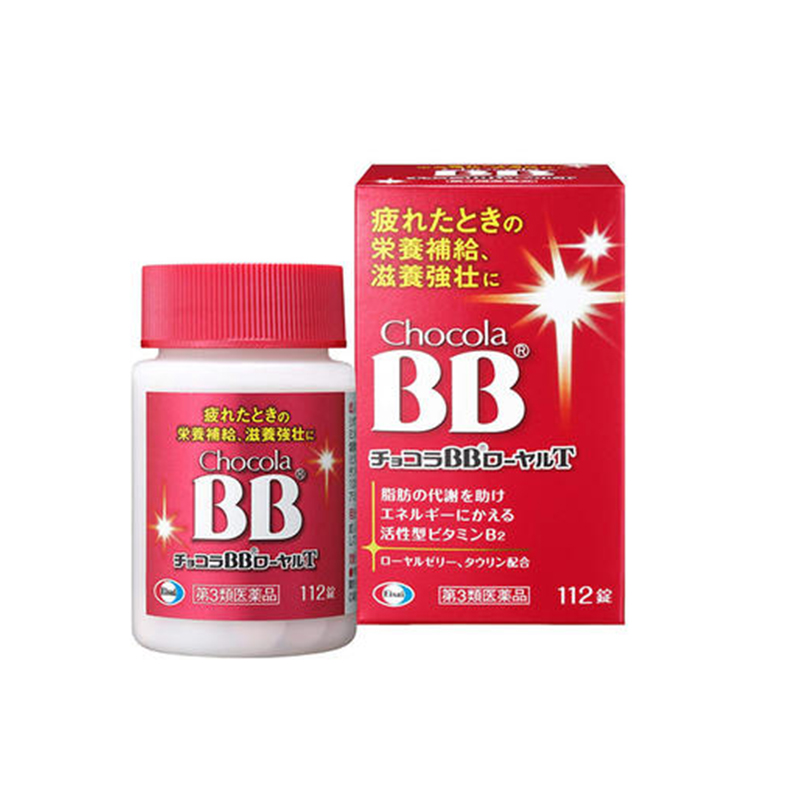 疲れたときの
栄養補給、滋養強壮に
Chocola
BB®
チョコラBB®ローヤルT
Eisai
第3類医薬品
112錠
BB
疲れたときの
栄養補給、
滋養強壮に
Chocola
BB®
チョコラBB®ローヤルT
脂肪の代謝を助け
エネルギーにかえる
活性型ビタミンB2
ローヤルゼリー、タウリン配合
Eisai
第3類医薬品
112錠